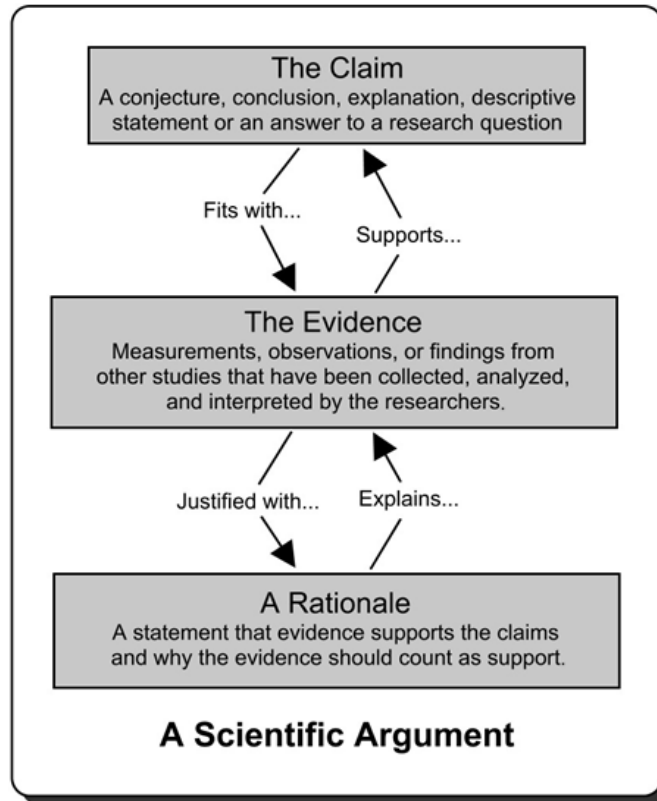 The Claim
A conjecture, conclusion, explanation, descriptive
statement or an answer to a research question
Fits with...
Supports...
The Evidence
Measurements, observations, or findings from
other studies that have been collected, analyzed,
and interpreted by the researchers.
Justified with...
Explains...
A Rationale
A statement that evidence supports the claims
and why the evidence should count as support.
A Scientific Argument